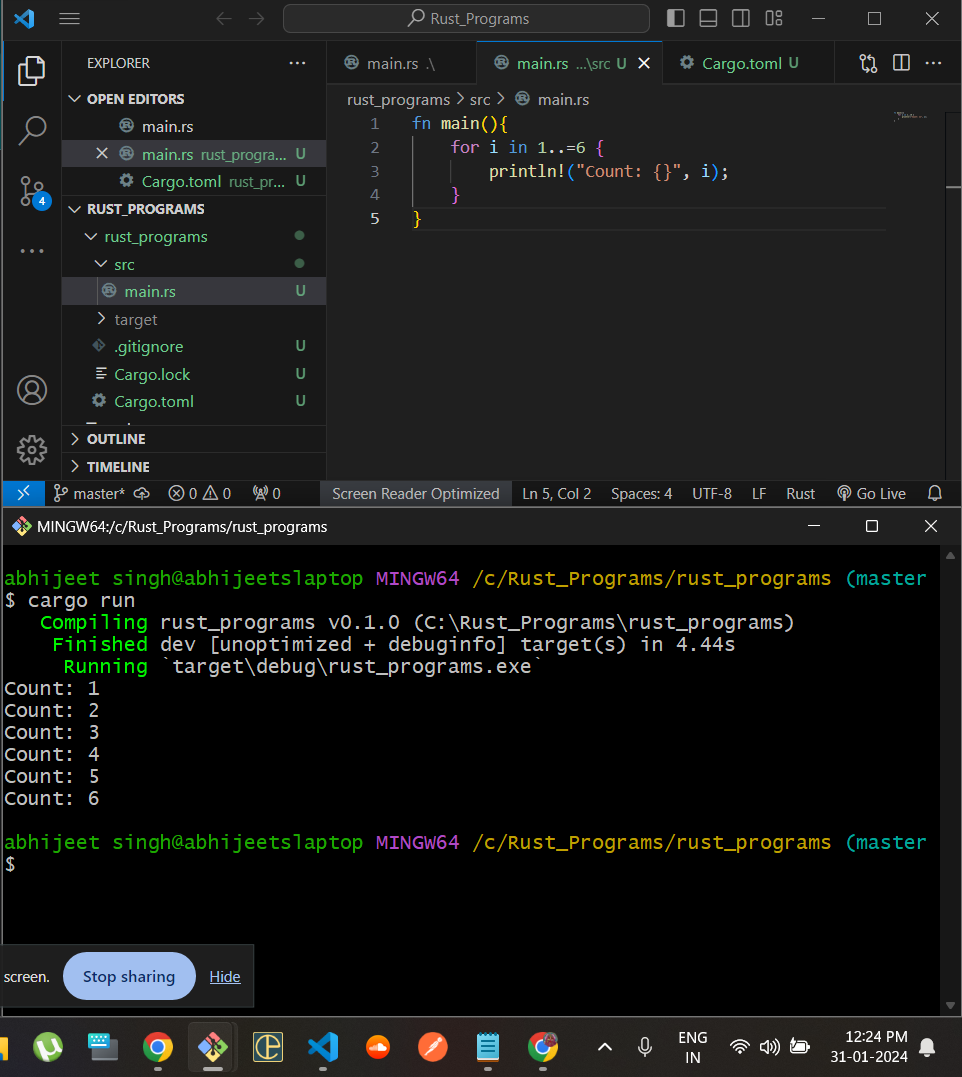 Rust_Programs
EXPLORER
main.rs .\
main.rs ...\src U
Cargo.toml U
OPEN EDITORS
main.rs
main.rs rust_progra... U
Cargo.toml rust_pr... U
RUST_PROGRAMS
rust_programs
src
main.rs U
target
.gitignore U
Cargo.lock U
Cargo.toml U
OUTLINE
TIMELINE
4
rust_programs > src > main.rs
1 fn main(){
2     for i in 1..=6 {
3         println!("Count: {}", i);
4     }
5 }
master* 0 0 0 Screen Reader Optimized Ln 5, Col 2 Spaces: 4 UTF-8 LF Rust Go Live
MINGW64:/c/Rust_Programs/rust_programs
abhijeet singh@abhijeetslaptop MINGW64 /c/Rust_Programs/rust_programs (master
$ cargo run
   Compiling rust_programs v0.1.0 (C:\Rust_Programs\rust_programs)
    Finished dev [unoptimized + debuginfo] target(s) in 4.44s
     Running `target\debug\rust_programs.exe`
Count: 1
Count: 2
Count: 3
Count: 4
Count: 5
Count: 6
abhijeet singh@abhijeetslaptop MINGW64 /c/Rust_Programs/rust_programs (master
$
screen. Stop sharing Hide
ENG
IN
12:24 PM
31-01-2024